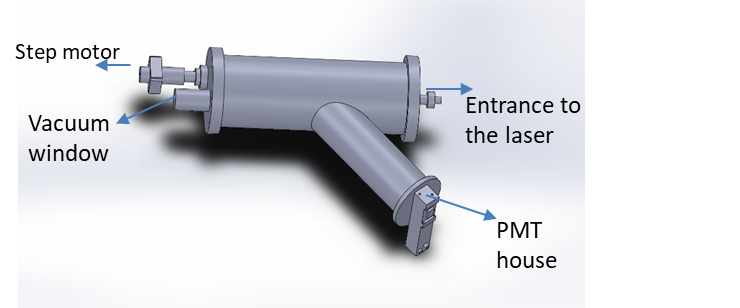 Step motor
Vacuum
window
Entrance to
the laser
PMT
house